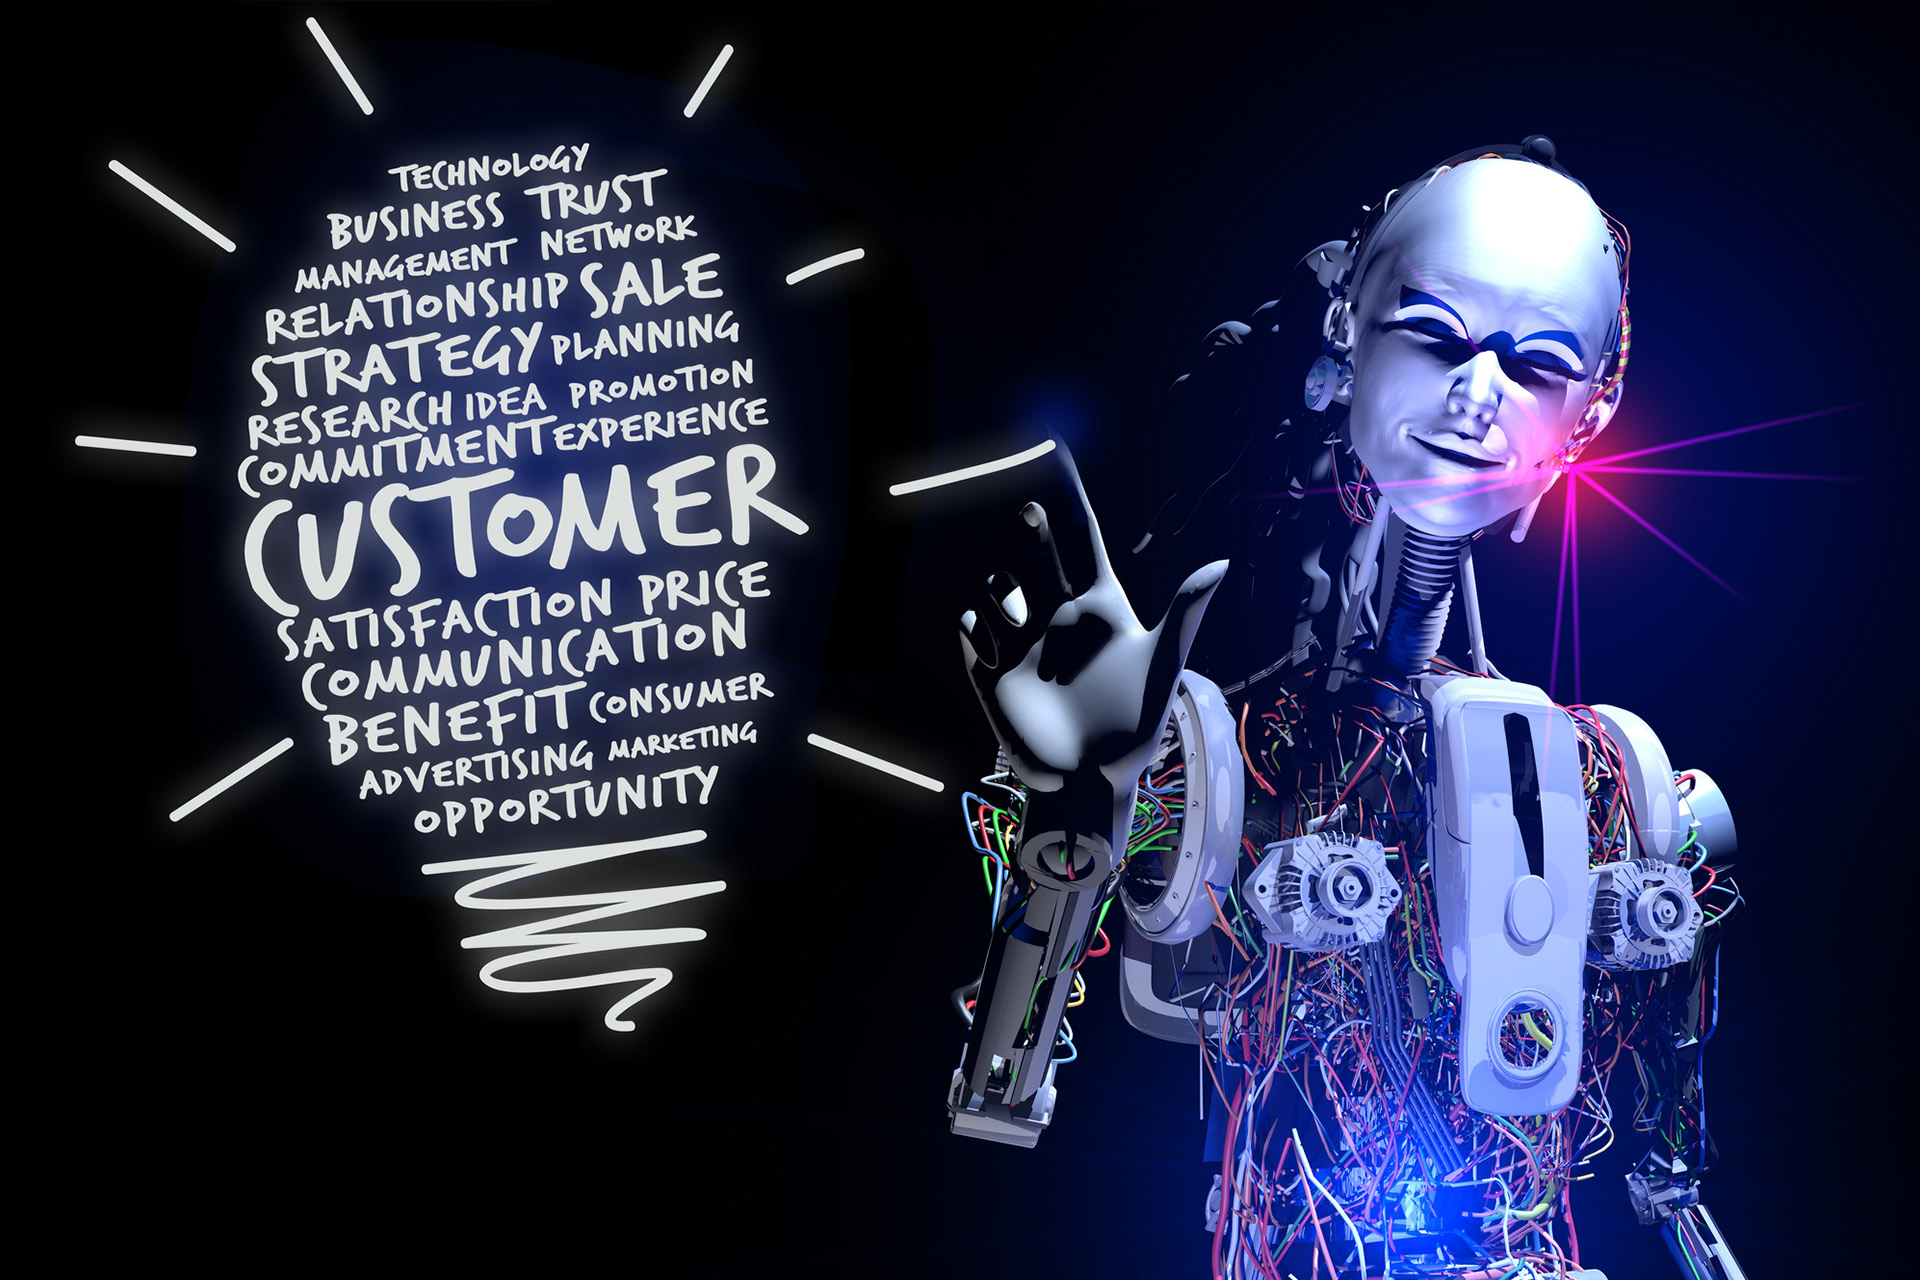 TECHNOLOGY
BUSINESS TRUST
MANAGEMENT NETWORK
RELATIONSHIP SALE
STRATEGY PLANNING
RESEARCH IDEA PROMOTION
COMMITMENT EXPERIENCE
CUSTOMER
SATISFACTION PRICE
COMMUNICATION
BENEFIT CONSUMER
ADVERTISING MARKETING
OPPORTUNITY